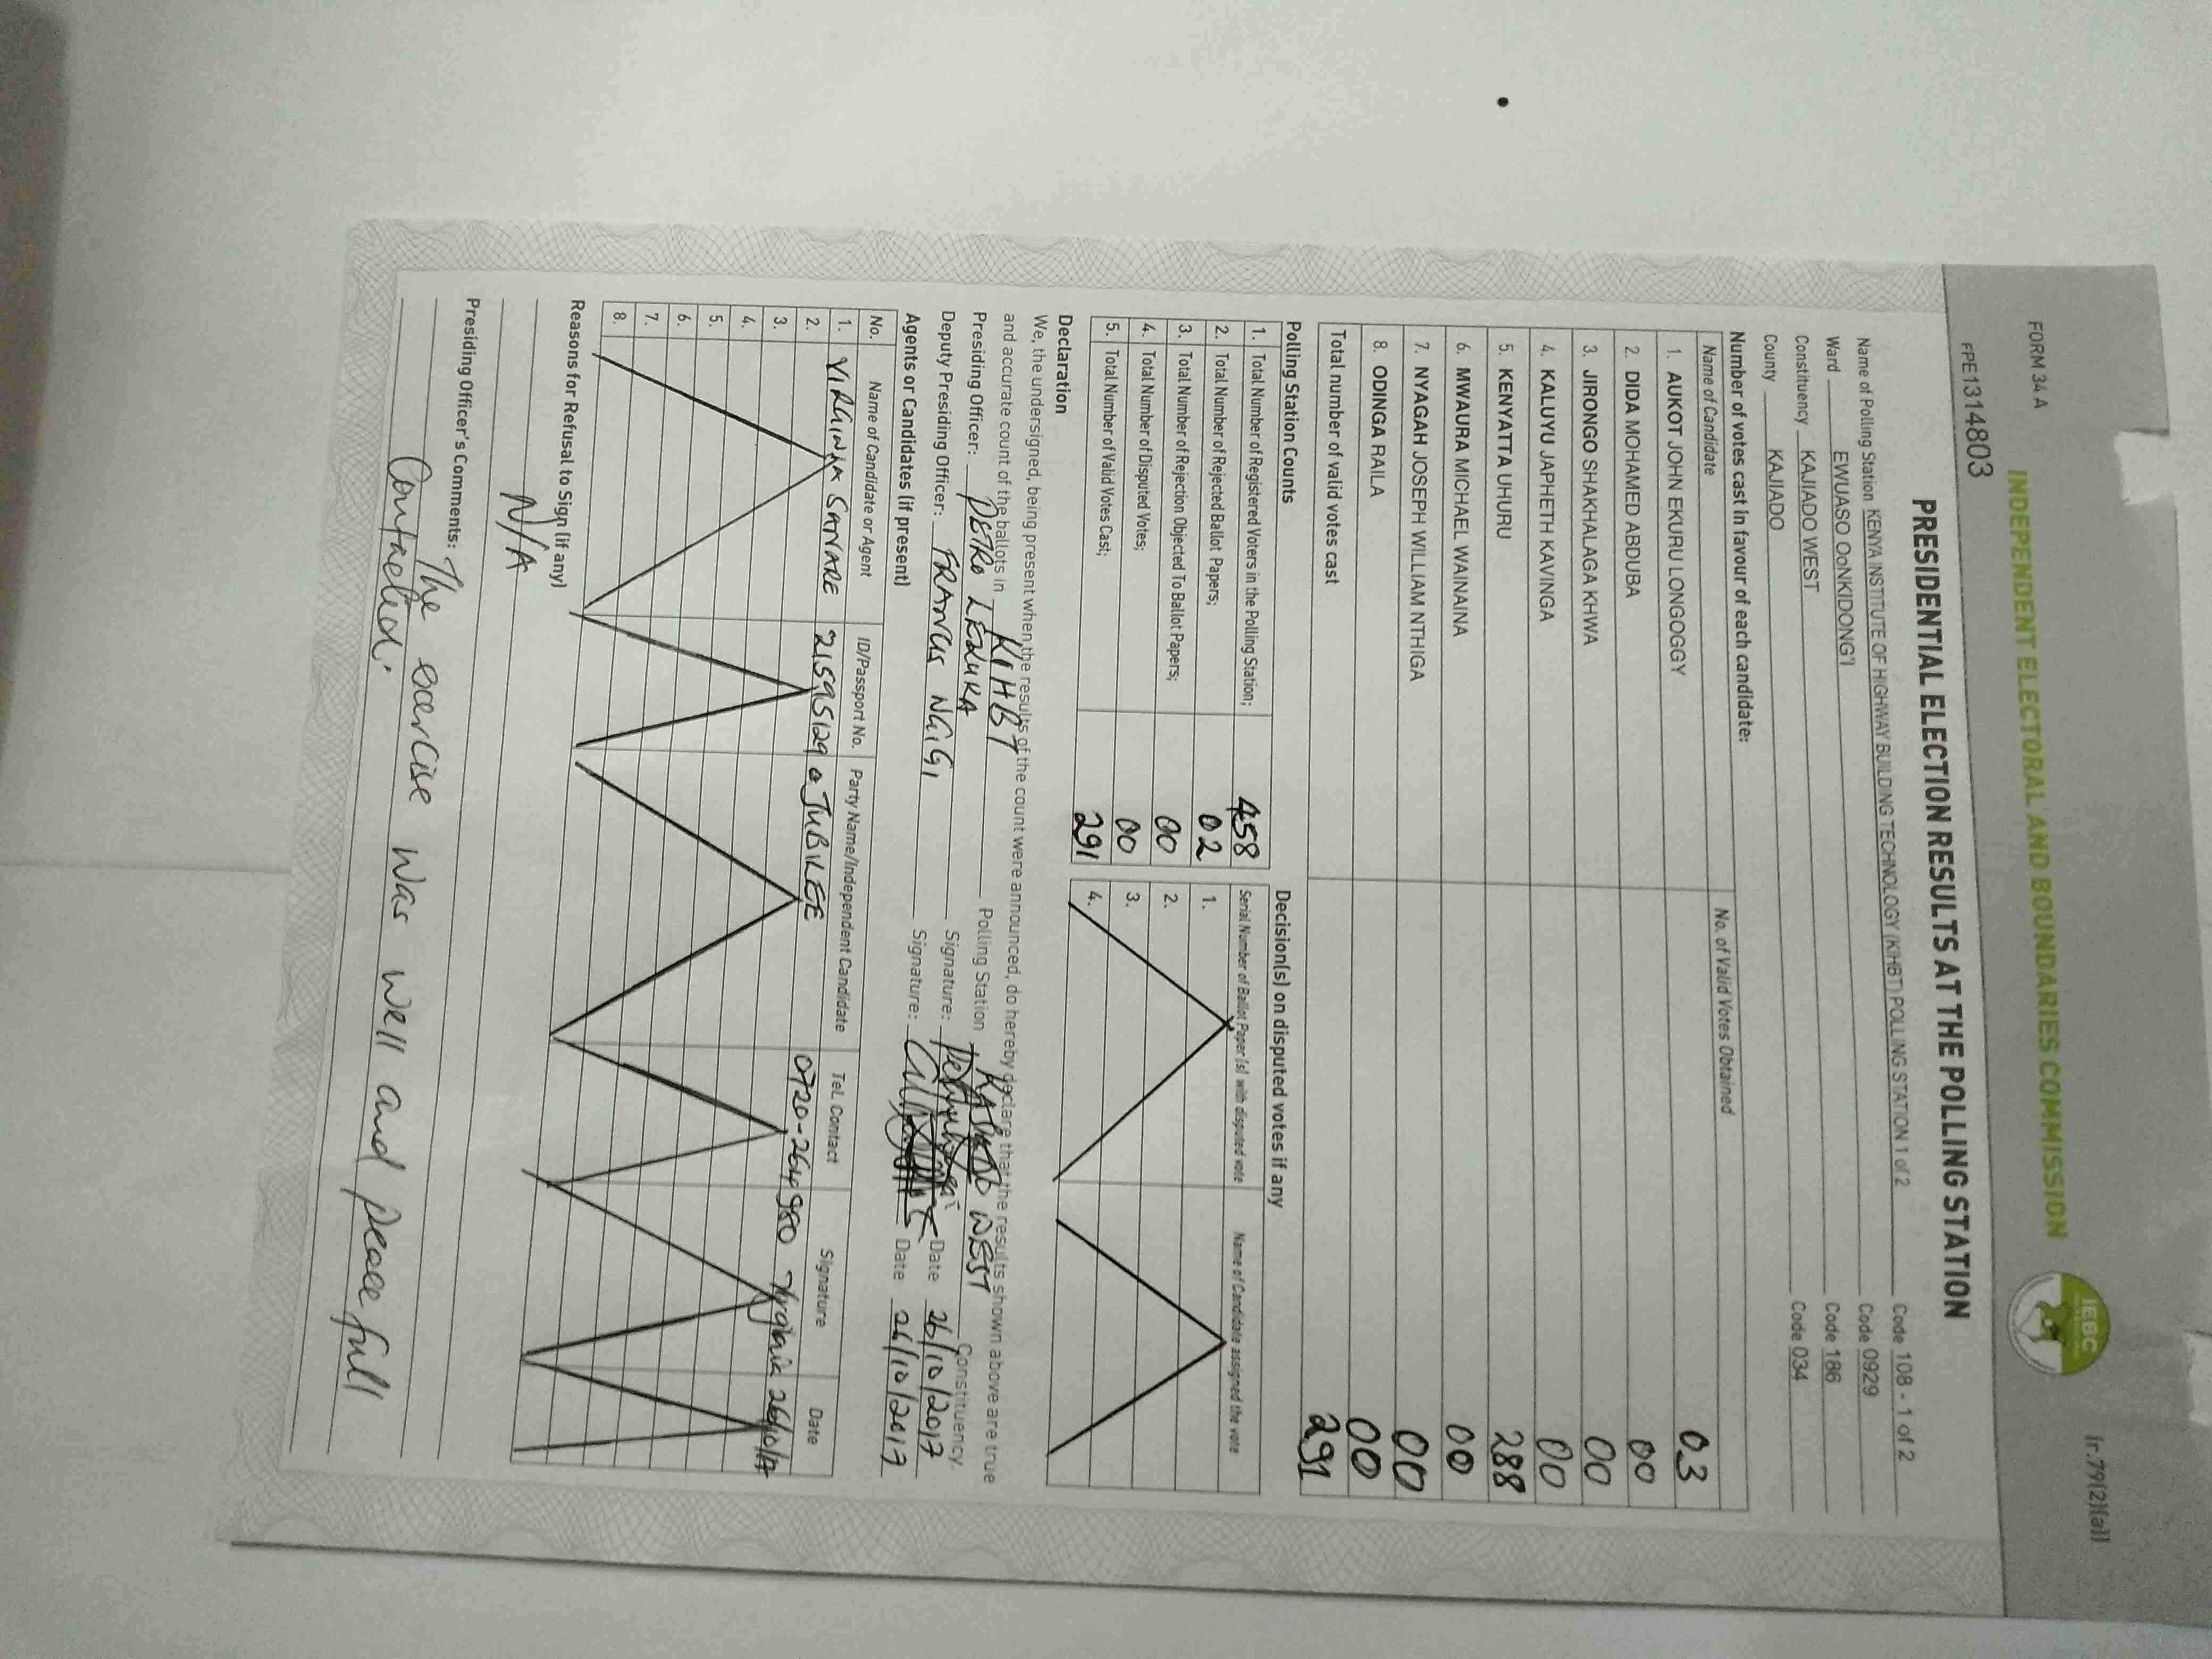 FORM 34 A
[r.79(2)(a)]
INDEPENDENT ELECTORAL AND BOUNDARIES COMMISSION
IEBC
FPE1314803
PRESIDENTIAL ELECTION RESULTS AT THE POLLING STATION
Name of Polling Station KENYA INSTITUTE OF HIGHWAY BUILDING TECHNOLOGY (KIHBT) POLLING STATION 1 of 2 Code 108 - 1 of 2
Ward EWUASO OoNKIDONG'I Code 0929
Constituency KAJIADO WEST Code 186
County KAJIADO Code 034
Number of votes cast in favour of each candidate:
Name of Candidate No. of Valid Votes Obtained
1. AUKOT JOHN EKURU LONGOGGY 03
2. DIDA MOHAMED ABDUBA 00
3. JIRONGO SHAKHALAGA KHWA 00
4. KALUYU JAPHETH KAVINGA 00
5. KENYATTA UHURU 288
6. MWAURA MICHAEL WAINAINA 00
7. NYAGAH JOSEPH WILLIAM NTHIGA 00
8. ODINGA RAILA 00
Total number of valid votes cast 291
Polling Station Counts
1. Total Number of Registered Voters in the Polling Station; 458
2. Total Number of Rejected Ballot Papers; 02
3. Total Number of Rejection Objected To Ballot Papers; 00
4. Total Number of Disputed Votes; 00
5. Total Number of Valid Votes Cast; 291
Decision(s) on disputed votes if any
Serial Number of Ballot Paper (s) with disputed vote Name of Candidate assigned the vote
1.
2.
3.
4.
Declaration
We, the undersigned, being present when the results of the count were announced, do hereby declare that the results shown above are true
and accurate count of the ballots in KIHBT Polling Station KAJIADO WEST Constituency.
Presiding Officer: PETRO Signature: Date 26/10/2017
Deputy Presiding Officer: FRANCIS NGIGI Signature: Date 26/10/2017
Agents or Candidates (if present)
No. Name of Candidate or Agent ID/Passport No. Party Name/Independent Candidate Tel. Contact Signature Date
1. VIRGINIA 21595129 JUBILEE 0720-264980 Virginia
2.
3.
4.
5.
6.
7.
8.
Reasons for Refusal to Sign (if any)
N/A
Presiding Officer's Comments: The exercise was well and peacefull
Contacted.